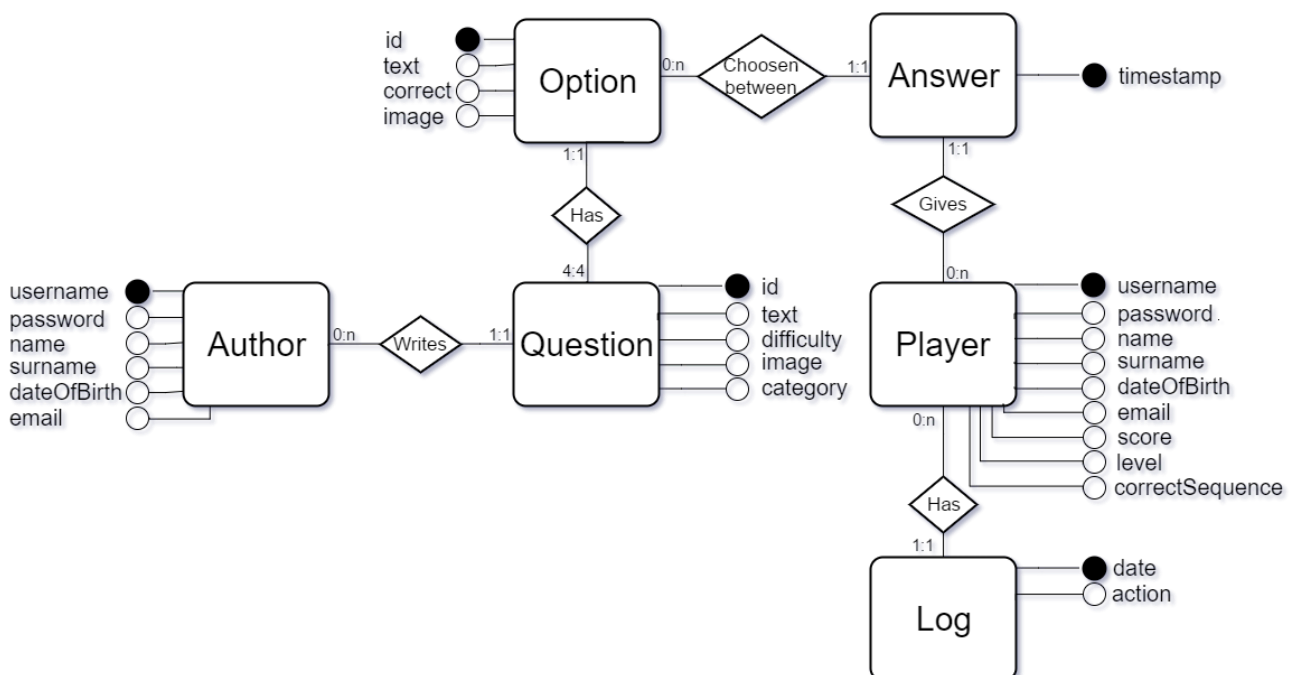 id
text
correct
image
Option
0:n
Choosen
between
1:1
Answer
timestamp
1:1
Has
4:4
1:1
Gives
0:n
username
password
name
surname
dateOfBirth
email
Author
0:n
Writes
1:1
Question
id
text
difficulty
image
category
Player
username
password.
name
surname
dateOfBirth
email
score
level
correctSequence
0:n
Has
1:1
Log
date
action